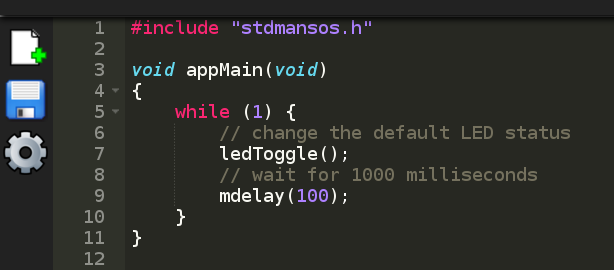 1 #include "stdmansos.h"
2
3 void appMain(void)
4 {
5     while (1) {
6         // change the default LED status
7         ledToggle();
8         // wait for 1000 milliseconds
9         mdelay(100);
10     }
11 }
12